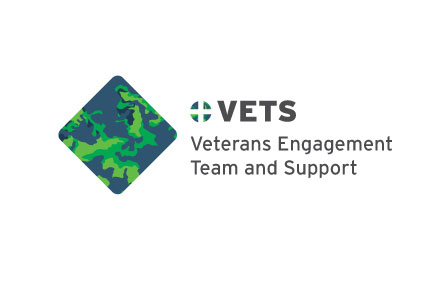 VETS
Veterans Engagement
Team and Support